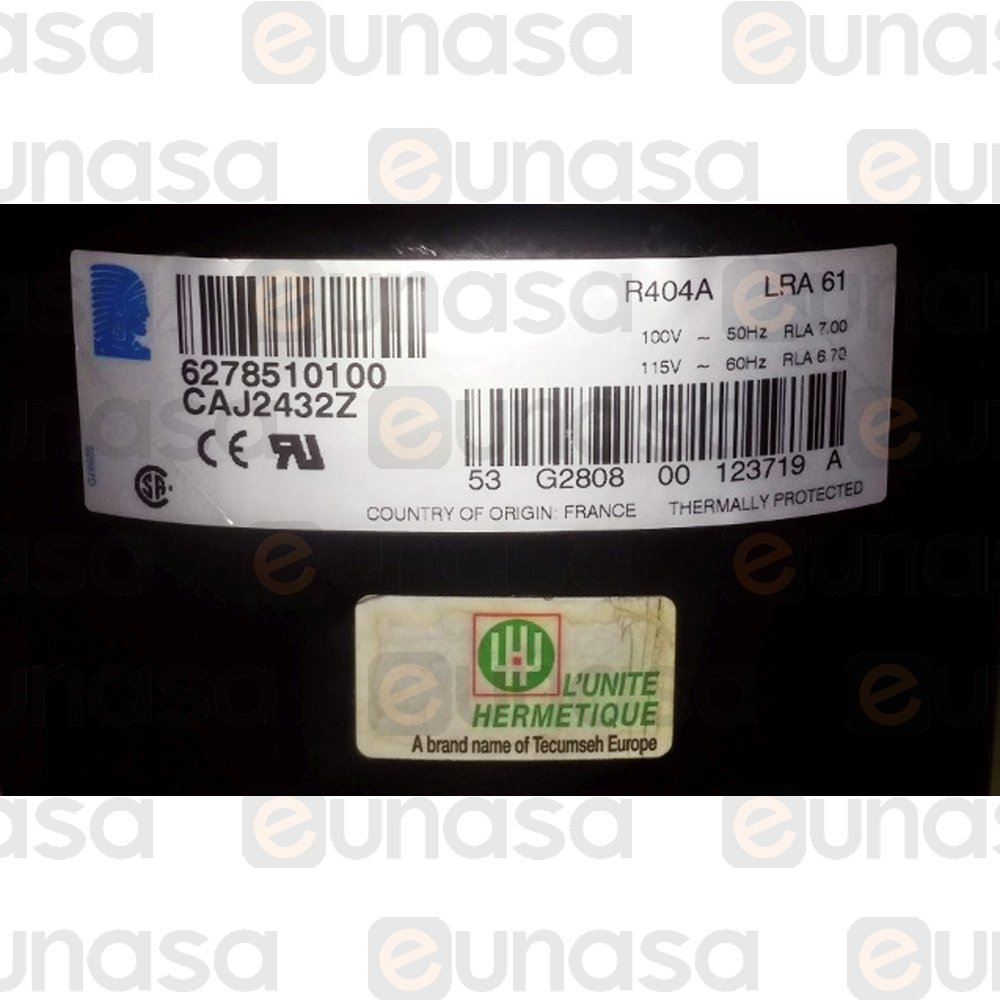 eunasa
R404A LRA 61
100V ~ 50Hz RLA 7.00
115V ~ 60Hz RLA 6.70
6278510100
CAJ2432Z
CE
SA
53 G2808 00 123719 A
COUNTRY OF ORIGIN: FRANCE THERMALLY PROTECTED
L'UNITE
HERMETIQUE
A brand name of Tecumseh Europe